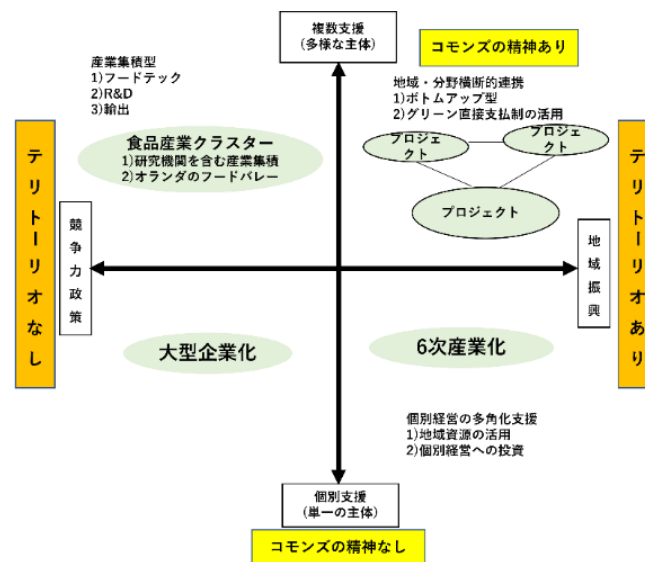 複数支援
(多様な主体)
コモンズの精神あり
産業集積型
1)フードテック
2)R&D
3)輸出
地域・分野横断的連携
1)ボトムアップ型
2)グリーン直接支払制の活用
食品産業クラスター
1)研究機関を含む産業集積
2)オランダのフードバレー
プロジェ
クト
プロジェ
クト
プロジェクト
テリトーリオなし
競争力政策
地域振興
テリトーリオあり
大型企業化
6次産業化
個別経営の多角化支援
1)地域資源の活用
2)個別経営への投資
個別支援
(単一の主体)
コモンズの精神なし